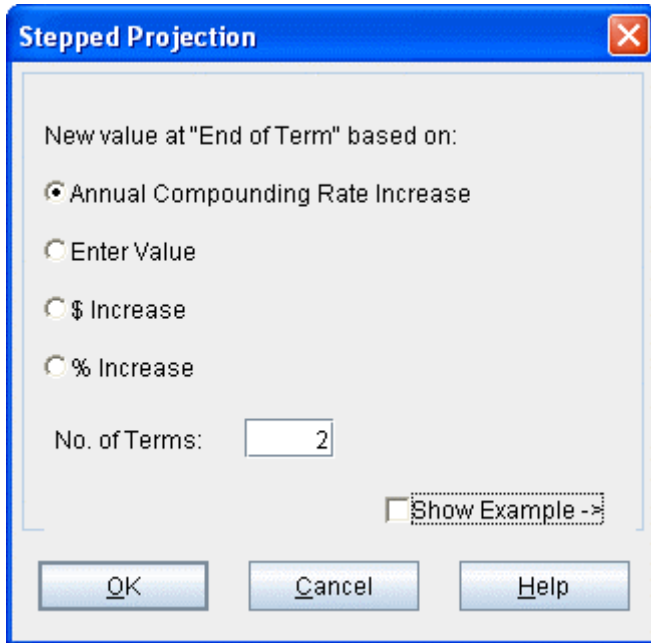 Stepped Projection
New value at "End of Term" based on:
Annual Compounding Rate Increase
Enter Value
$ Increase
% Increase
No. of Terms: 2
Show Example ->
OK Cancel Help